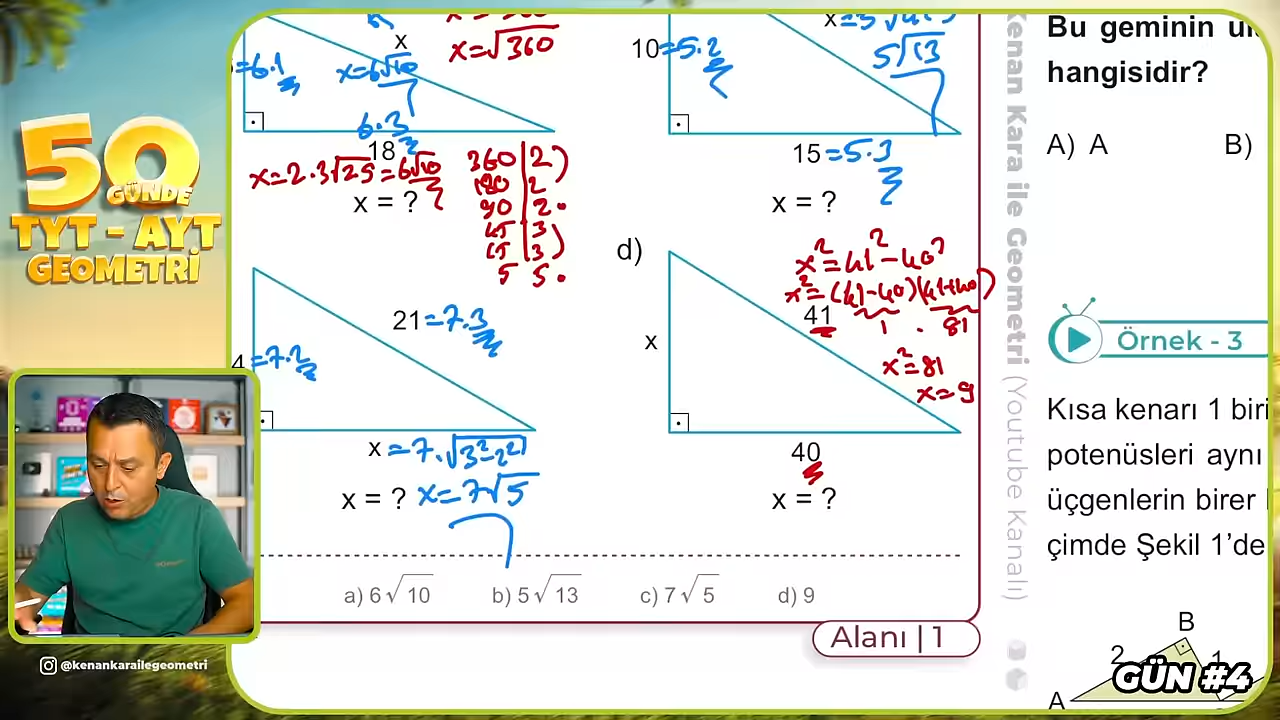 50
GÜNDE
TYT - AYT
GEOMETRİ
@kenankarailegeometri
x
x=√360
=6.1
x=6√10
6.3
18
x=2.3√25=6√10
x = ?
360 2
180 2
90 2
45 3
15 3
5 5
10=5.2
5√13
15=5.3
x = ?
21=7.3
4=7.2
x=7.√3²-2²
x = ? x=7√5
d)
x²=41²-40²
x²=(41-40)(41+40)
41
1 . 81
x
x²=81
x=9
40
x = ?
a) 6√10 b) 5√13 c) 7√5 d) 9
Alanı | 1
Kenan Kara ile Geometri (Youtube Kanalı)
Bu geminin
hangisidir?
A) A B)
Örnek - 3
Kısa kenarı 1 biri
potenüsleri aynı
üçgenlerin birer
çimde Şekil 1’de
B
2 1
A
GÜN #4